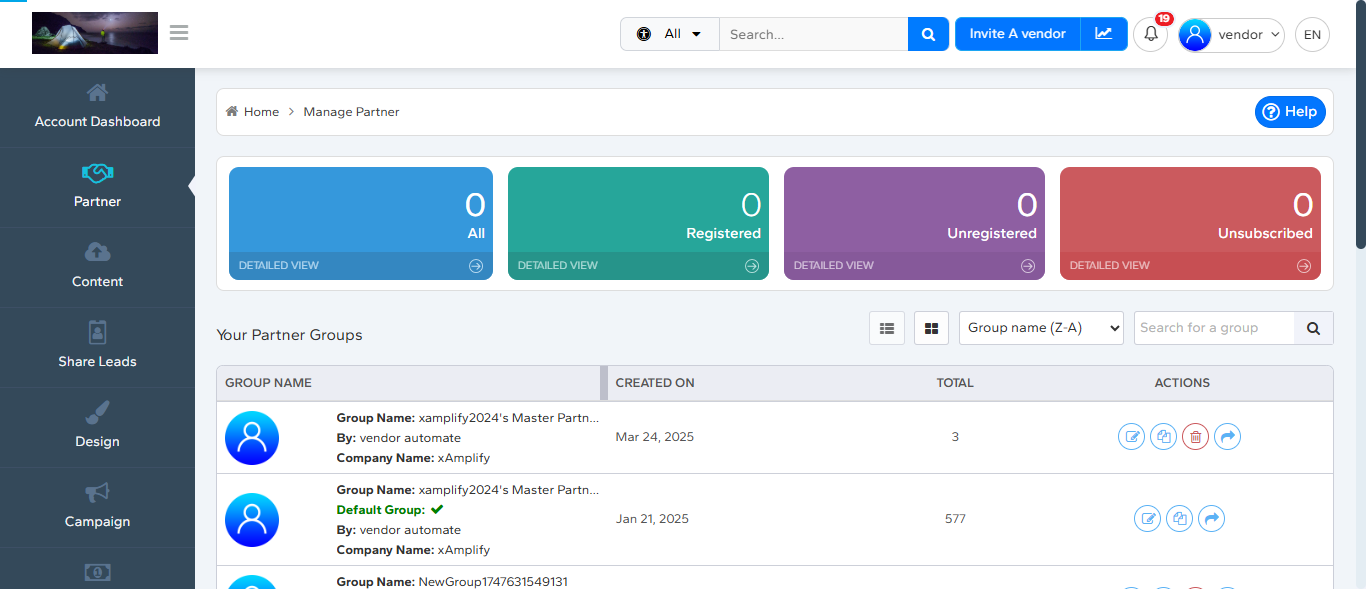 All
Search...
Invite A vendor
19
vendor
EN
Account Dashboard
Partner
Content
Share Leads
Design
Campaign
Home
Manage Partner
Help
0
All
DETAILED VIEW
0
Registered
DETAILED VIEW
0
Unregistered
DETAILED VIEW
0
Unsubscribed
DETAILED VIEW
Your Partner Groups
Group name (Z-A)
Search for a group
GROUP NAME CREATED ON TOTAL ACTIONS
Group Name: xamplify2024's Master Partn...
By: vendor automate
Company Name: xAmplify
Mar 24, 2025
3
Group Name: xamplify2024's Master Partn...
Default Group:
By: vendor automate
Company Name: xAmplify
Jan 21, 2025
577
Group Name: NewGroup1747631549131